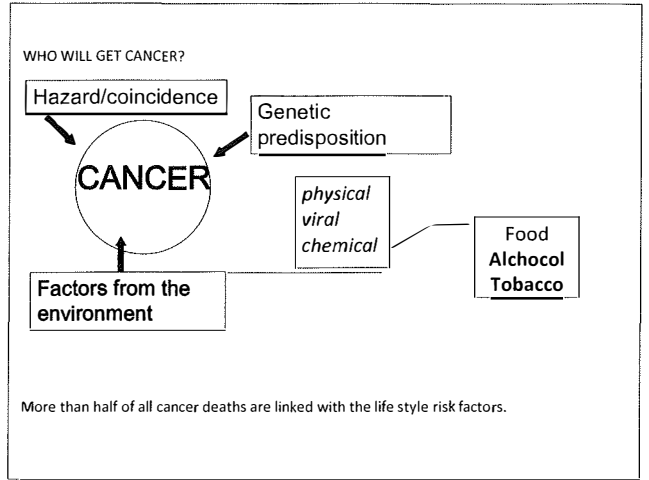 WHO WILL GET CANCER?
Hazard/coincidence
Genetic
predisposition
CANCER
physical
viral
chemical
Food
Alchocol
Tobacco
Factors from the
environment
More than half of all cancer deaths are linked with the life style risk factors.